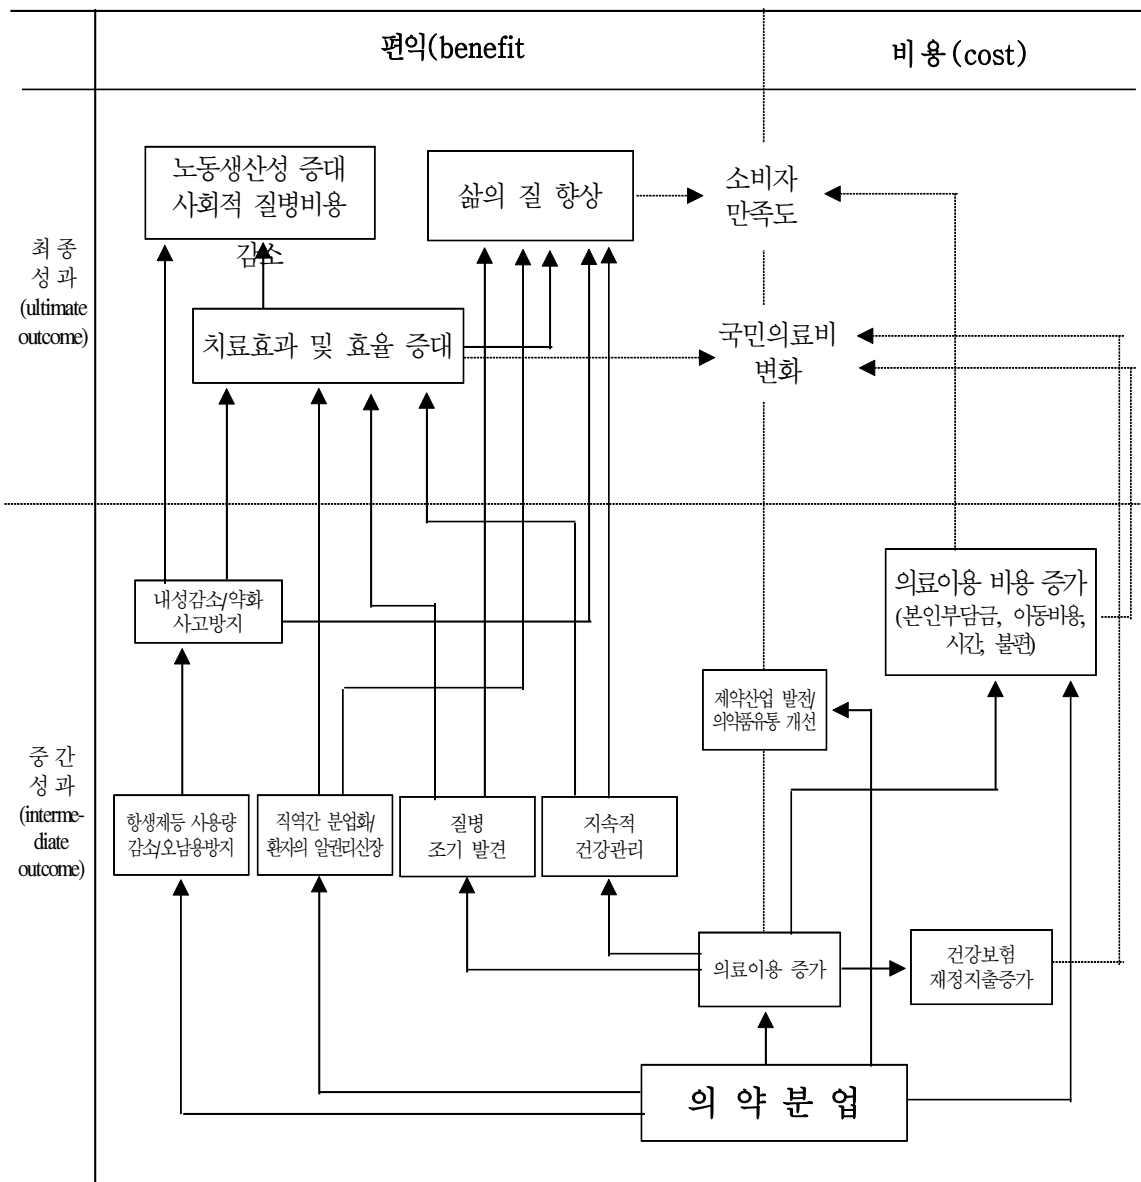 편익(benefit
비용(cost)
노동생산성 증대
사회적 질병비용
감소
삶의 질 향상
소비자
만족도
최종
성과
(ultimate
outcome)
치료효과 및 효율 증대
국민의료비
변화
내성감소/약화
사고방지
의료이용 비용 증가
(본인부담금, 이동비용,
시간, 불편)
제약산업 발전/
의약품유통 개선
중간
성과
(interme-
diate
outcome)
항생제등 사용량
감소/오남용방지
직역간 분업화/
환자의 알권리신장
질병
조기 발견
지속적
건강관리
의료이용 증가
건강보험
재정지출증가
의 약 분 업